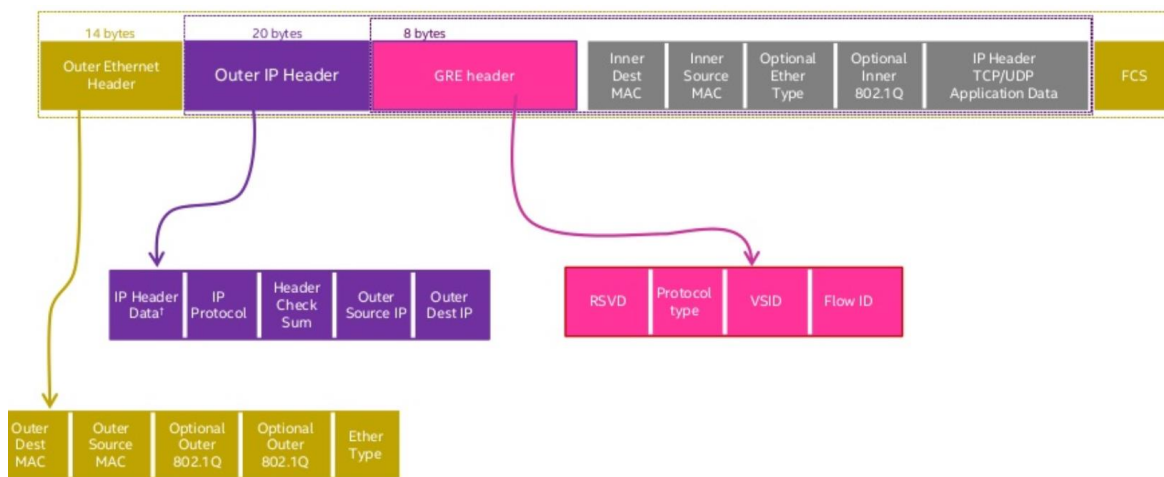 14 bytes
20 bytes
8 bytes
Outer Ethernet
Header
Outer IP Header
GRE header
Inner
Dest
MAC
Inner
Source
MAC
Optional
Ether
Type
Optional
Inner
802.1Q
IP Header
TCP/UDP
Application Data
FCS
IP Header
Data†
IP
Protocol
Header
Check
Sum
Outer
Source IP
Outer
Dest IP
RSVD
Protocol
type
VSID
Flow ID
Outer
Dest
MAC
Outer
Source
MAC
Optional
Outer
802.1Q
Optional
Outer
802.1Q
Ether
Type